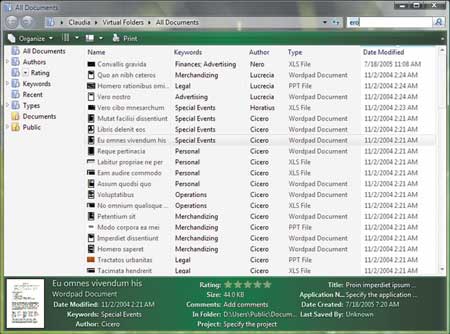 All Documents
Claudia ▸ Virtual Folders ▸ All Documents
ero
Organize
Print
All Documents
Authors
Rating
Keywords
Recent
Types
Documents
Public
Name Keywords Author Type Date Modified
Convallis gravida Finances; Advertising Nero XLS File 7/18/2005 11:08 AM
Quo an nibh ceteros Merchandizing Lucrecia Wordpad Document 11/2/2004 2:24 AM
Homero rationibus omi... Legal Lucrecia PPT File 11/2/2004 2:24 AM
Vero nostro Advertising Lucrecia Wordpad Document 11/2/2004 2:24 AM
Vero cibo mnesarchum Special Events Horatius XLS File 11/2/2004 2:23 AM
Mutat facilisi dissentiunt Special Events Cicero Wordpad Document 11/2/2004 2:21 AM
Libris delenit eos Special Events Cicero Wordpad Document 11/2/2004 2:21 AM
Eu omnes vivendum his Special Events Cicero Wordpad Document 11/2/2004 2:21 AM
Reque pertinacia Personal Cicero Wordpad Document 11/2/2004 2:21 AM
Labitur propriae ne per Personal Cicero XLS File 11/2/2004 2:21 AM
Eam audire commodo Personal Cicero XLS File 11/2/2004 2:21 AM
Assum quodsi quo Personal Cicero Wordpad Document 11/2/2004 2:21 AM
Voluptatibus Operations Cicero Wordpad Document 11/2/2004 2:21 AM
No omnium qualisque ... Operations Cicero XLS File 11/2/2004 2:21 AM
Petentium sit Merchandizing Cicero Wordpad Document 11/2/2004 2:21 AM
Modo corpora ea mei Merchandizing Cicero PPT File 11/2/2004 2:21 AM
Imperdiet dissentiunt Merchandizing Cicero Wordpad Document 11/2/2004 2:21 AM
Homero saperet Merchandizing Cicero Wordpad Document 11/2/2004 2:21 AM
Tractatos urbanitas Legal Cicero PPT File 11/2/2004 2:21 AM
Tacimata hendrerit Legal Cicero XLS File 11/2/2004 2:21 AM
Eu omnes vivendum his
Wordpad Document
Date Modified: 11/2/2004 2:21 AM
Keywords: Special Events
Author: Cicero
Rating:
Size: 44.0 KB
Comments: Add comments
In Folder: D:\Users\Public\Docum...
Project: Specify the project
Title: Proin imperdiet ipsum ...
Application N... Specify the application ...
Date Created: 7/18/2005 7:20 AM
Last Saved By: Unknown